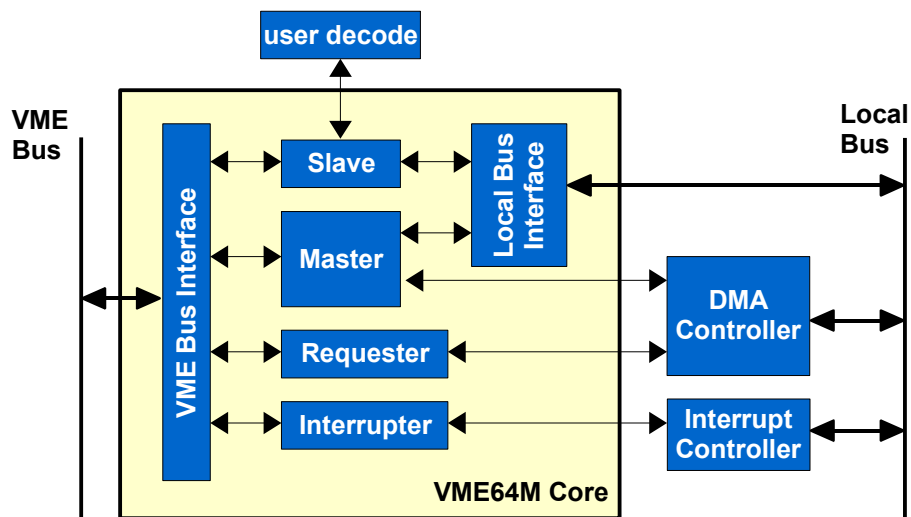 user decode
VME
Bus
Local
Bus
Slave
Local Bus
Interface
VME Bus Interface
Master
DMA
Controller
Requester
Interrupter
Interrupt
Controller
VME64M Core